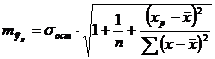 m_{ŷ_p} = σ_{ост} · √(1 + 1/n + (x_p − x̄)² / ∑(x − x̄)²)